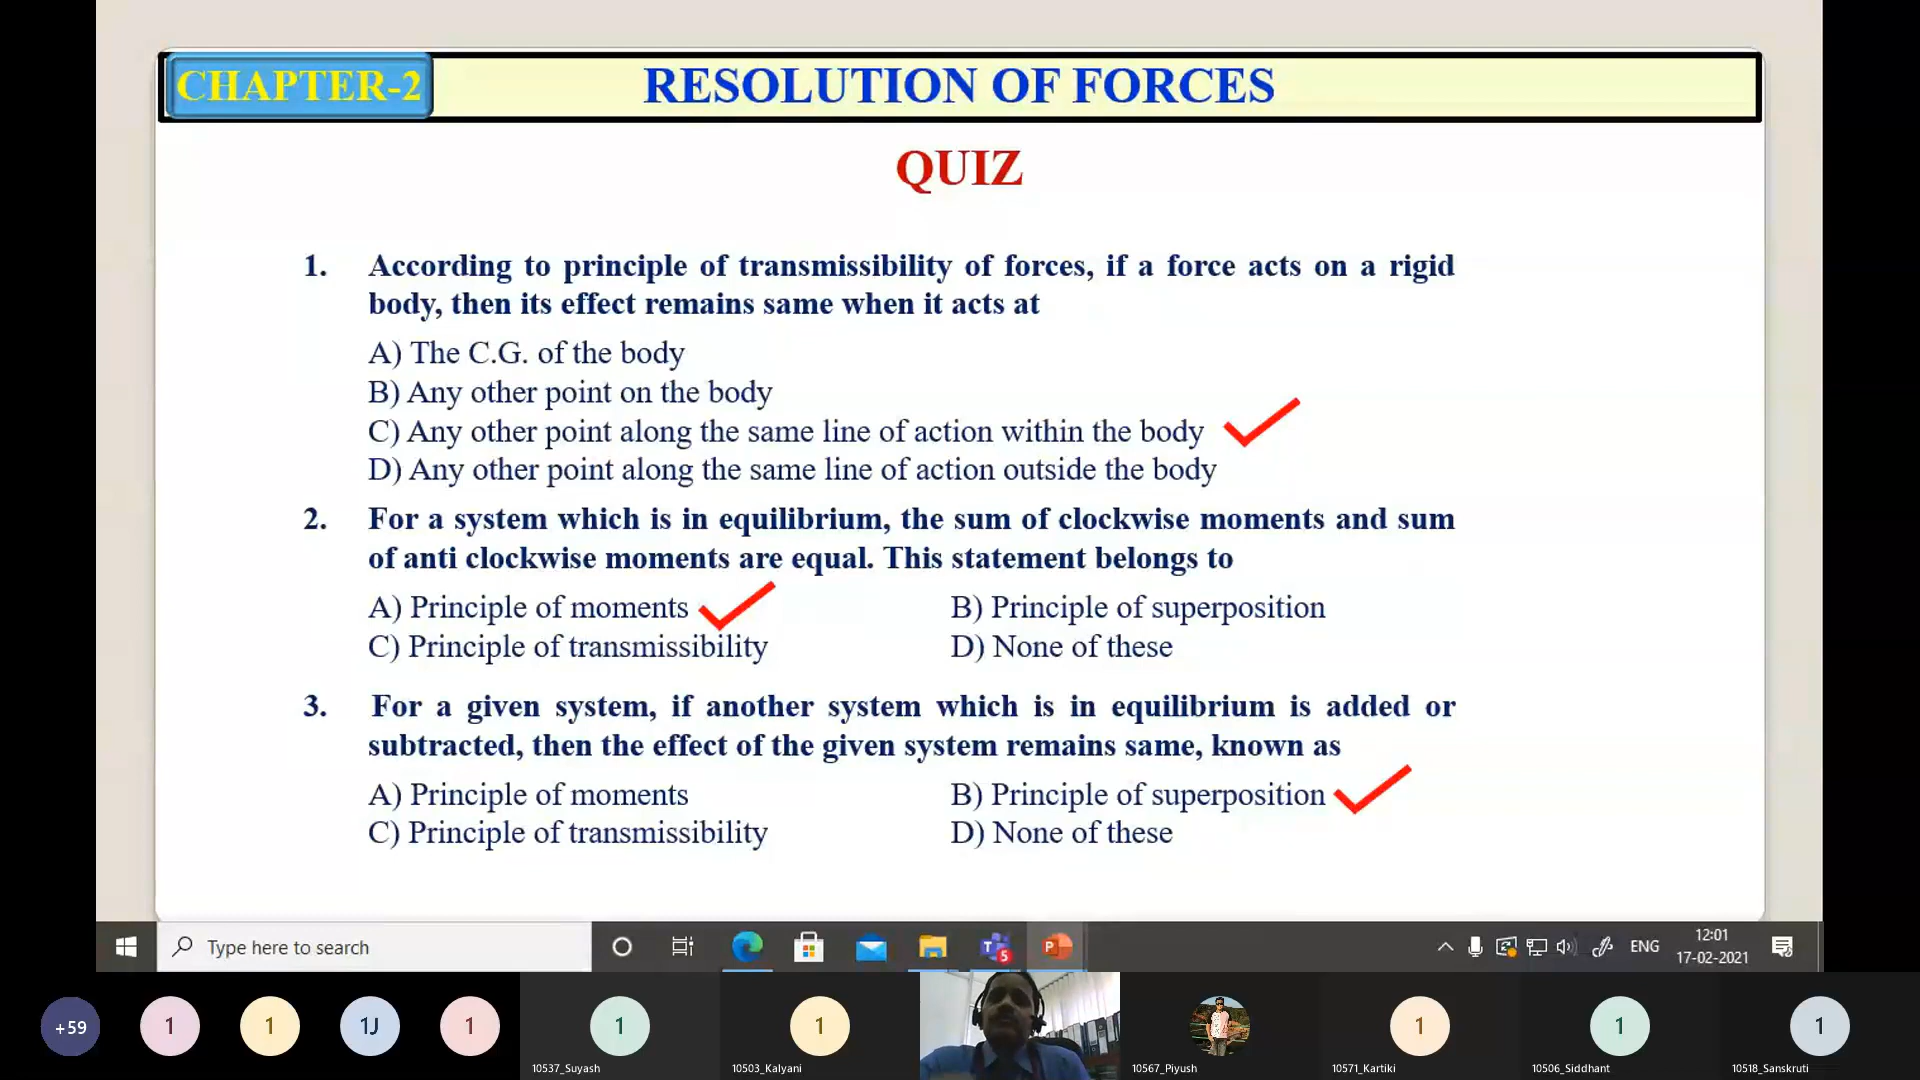 CHAPTER-2
RESOLUTION OF FORCES
QUIZ
1. According to principle of transmissibility of forces, if a force acts on a rigid
body, then its effect remains same when it acts at
A) The C.G. of the body
B) Any other point on the body
C) Any other point along the same line of action within the body
D) Any other point along the same line of action outside the body
2. For a system which is in equilibrium, the sum of clockwise moments and sum
of anti clockwise moments are equal. This statement belongs to
A) Principle of moments B) Principle of superposition
C) Principle of transmissibility D) None of these
3. For a given system, if another system which is in equilibrium is added or
subtracted, then the effect of the given system remains same, known as
A) Principle of moments B) Principle of superposition
C) Principle of transmissibility D) None of these
Type here to search
5
ENG
12:01
17-02-2021
+59 1 1 1J 1 1 1 1 1 1
10537_Suyash 10503_Kalyani 10567_Piyush 10571_Kartiki 10506_Siddhant 10518_Sanskruti